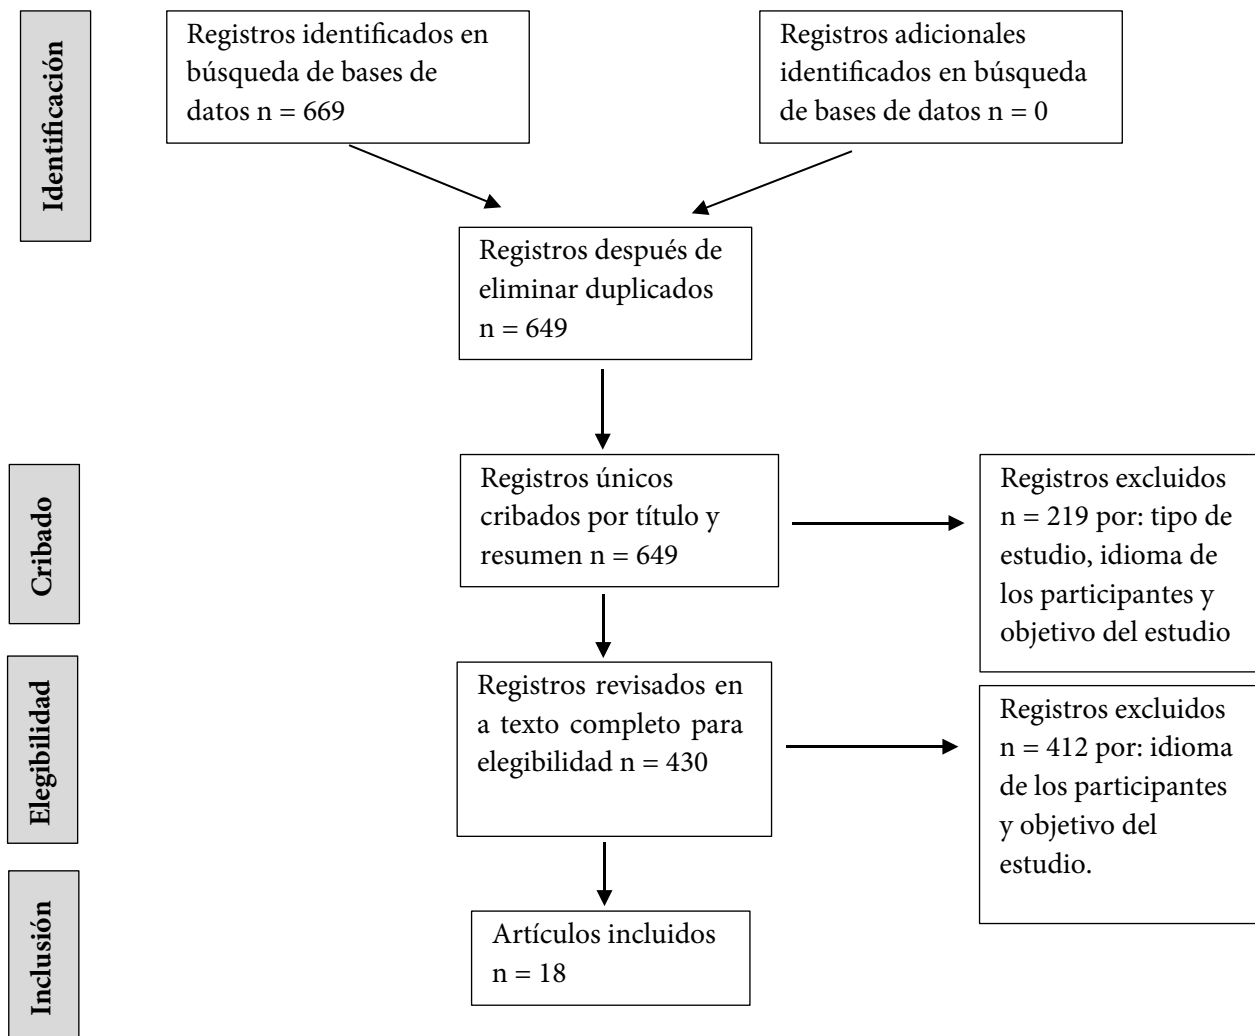 Identificación
Registros identificados en
búsqueda de bases de
datos n = 669
Registros adicionales
identificados en búsqueda
de bases de datos n = 0
Registros después de
eliminar duplicados
n = 649
Cribado
Registros únicos
cribados por título y
resumen n = 649
Registros excluidos
n = 219 por: tipo de
estudio, idioma de
los participantes y
objetivo del estudio
Elegibilidad
Registros revisados en
a texto completo para
elegibilidad n = 430
Registros excluidos
n = 412 por: idioma
de los participantes
y objetivo del
estudio.
Inclusión
Artículos incluidos
n = 18